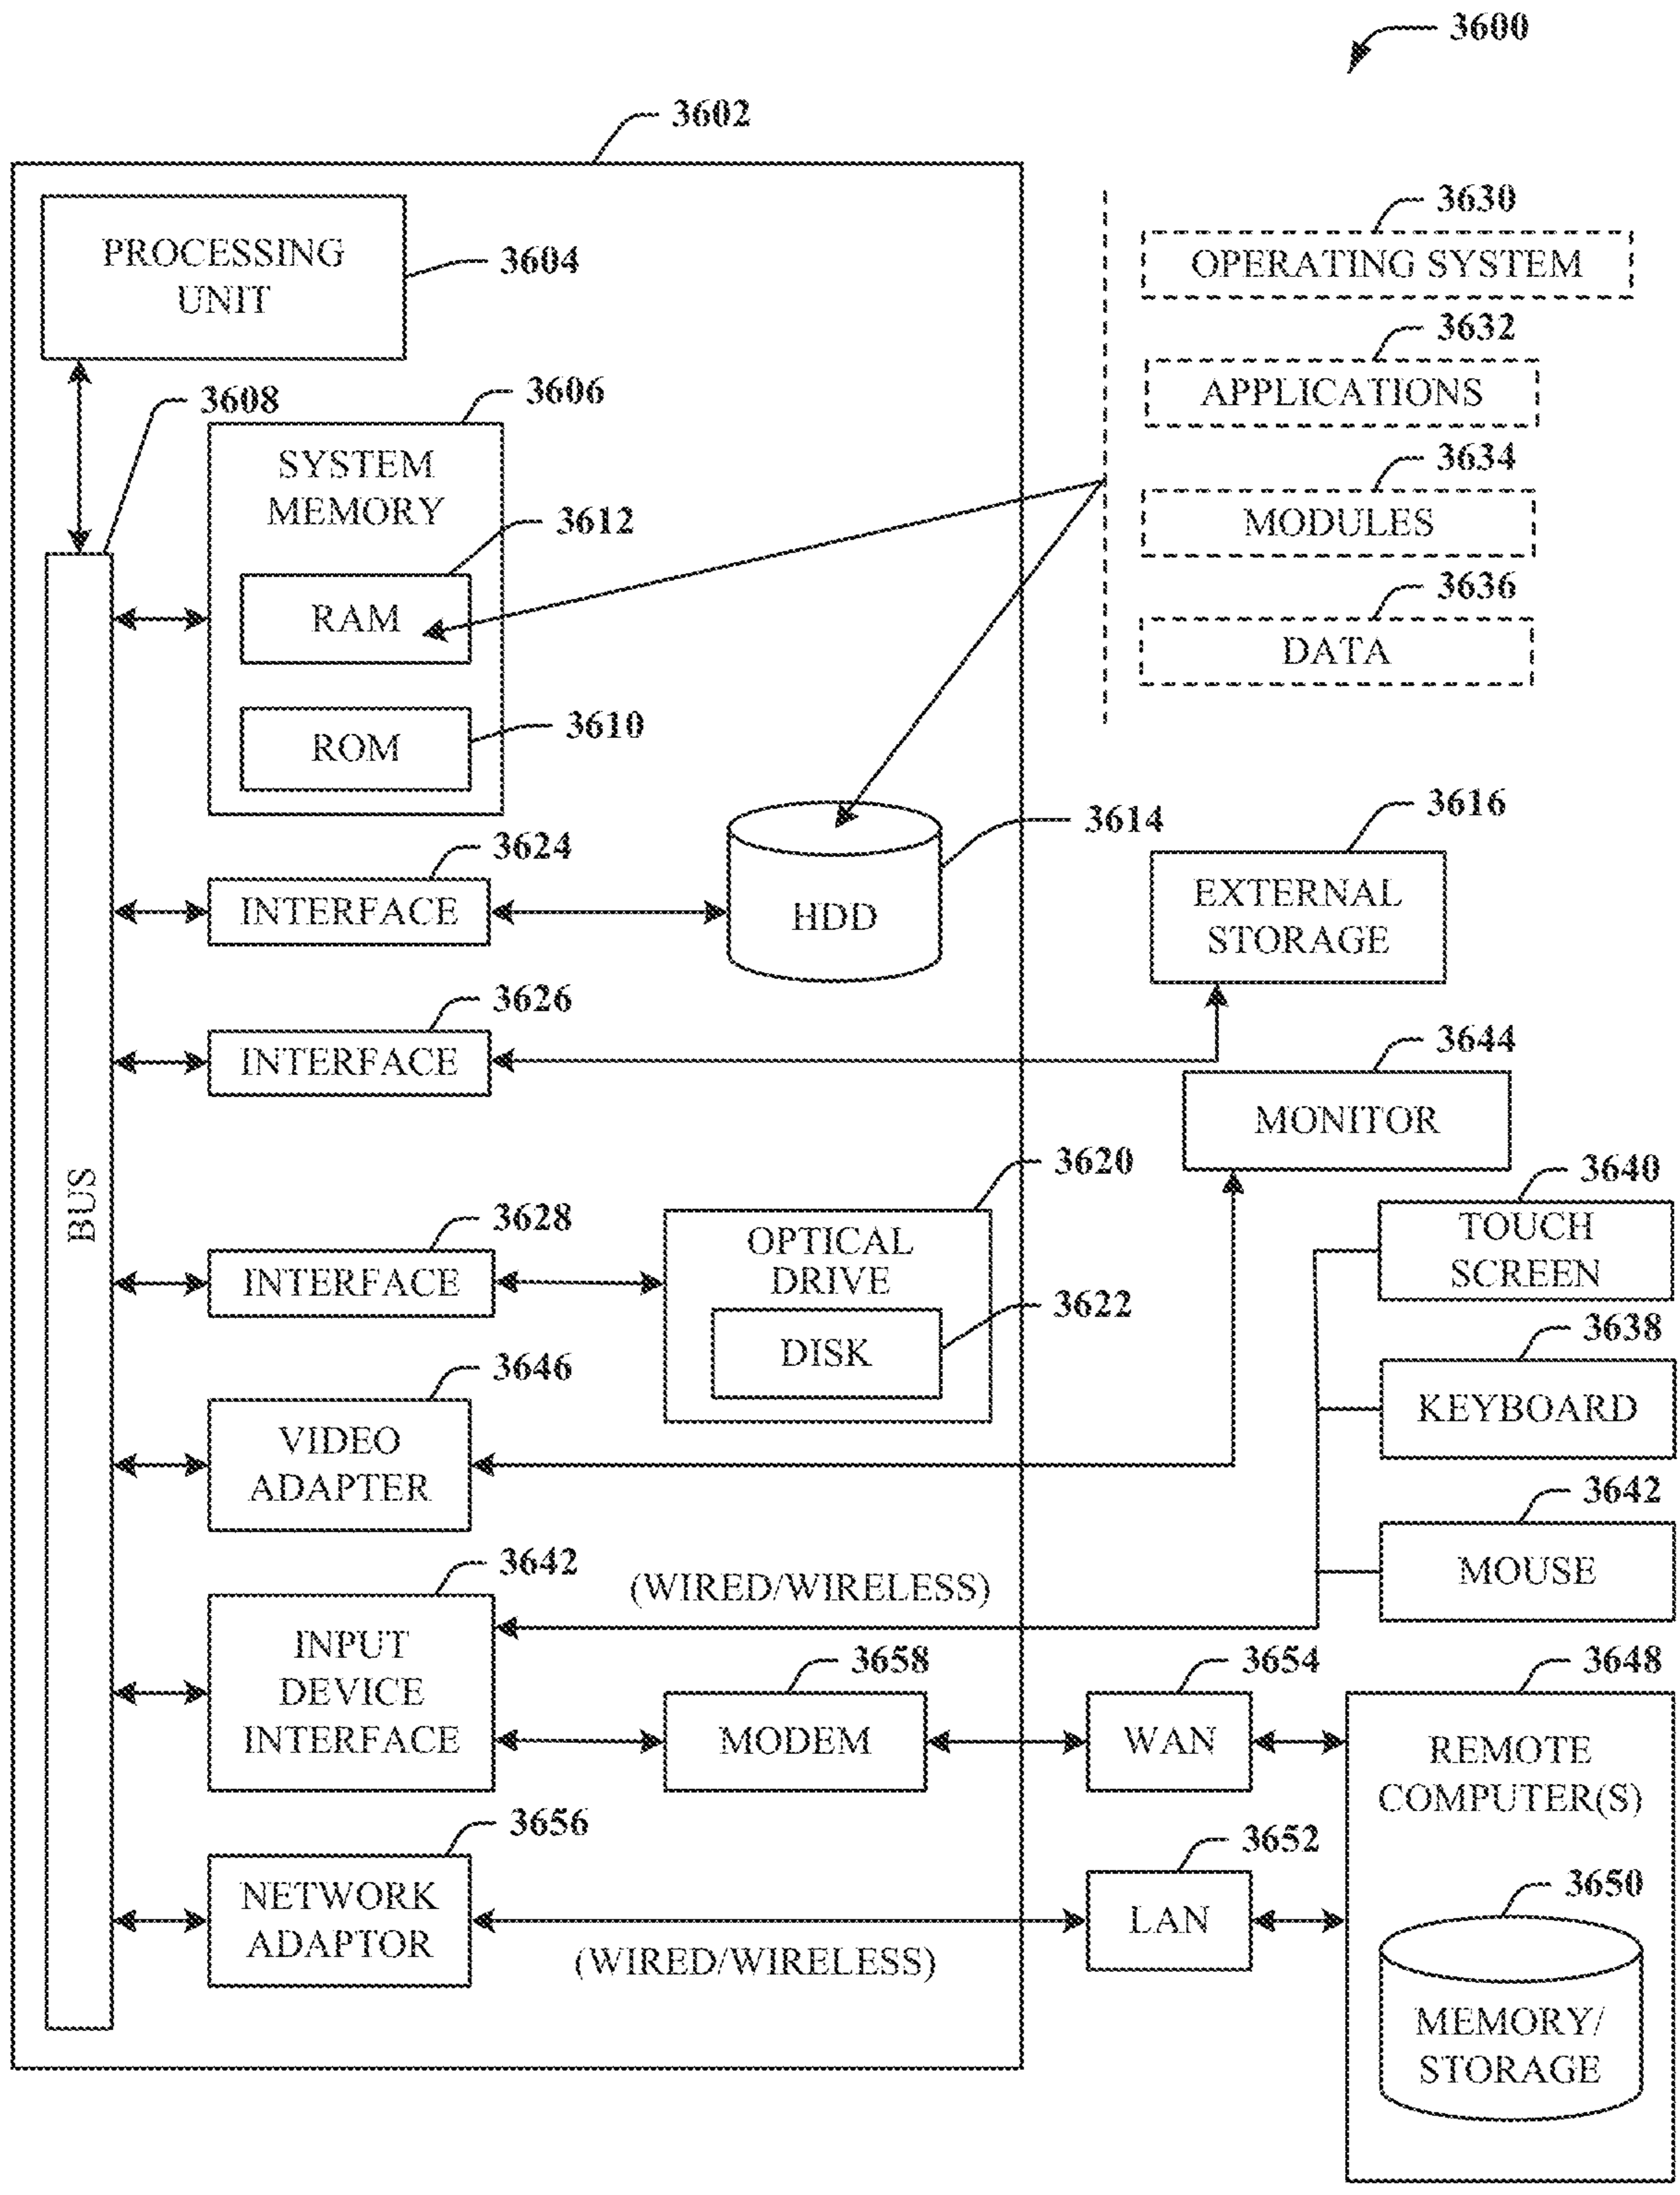 3600
3602
PROCESSING
UNIT
3604
3608
3606
SYSTEM
MEMORY
3612
RAM
3610
ROM
3630
OPERATING SYSTEM
3632
APPLICATIONS
3634
MODULES
3636
DATA
3624
INTERFACE
3614
HDD
3616
EXTERNAL
STORAGE
3626
INTERFACE
3644
MONITOR
BUS
3628
INTERFACE
3620
OPTICAL
DRIVE
3622
DISK
3640
TOUCH
SCREEN
3638
KEYBOARD
3646
VIDEO
ADAPTER
3642
MOUSE
3642
INPUT
DEVICE
INTERFACE
(WIRED/WIRELESS)
3658
MODEM
3654
WAN
3648
REMOTE
COMPUTER(S)
3656
NETWORK
ADAPTOR
(WIRED/WIRELESS)
3652
LAN
3650
MEMORY/
STORAGE